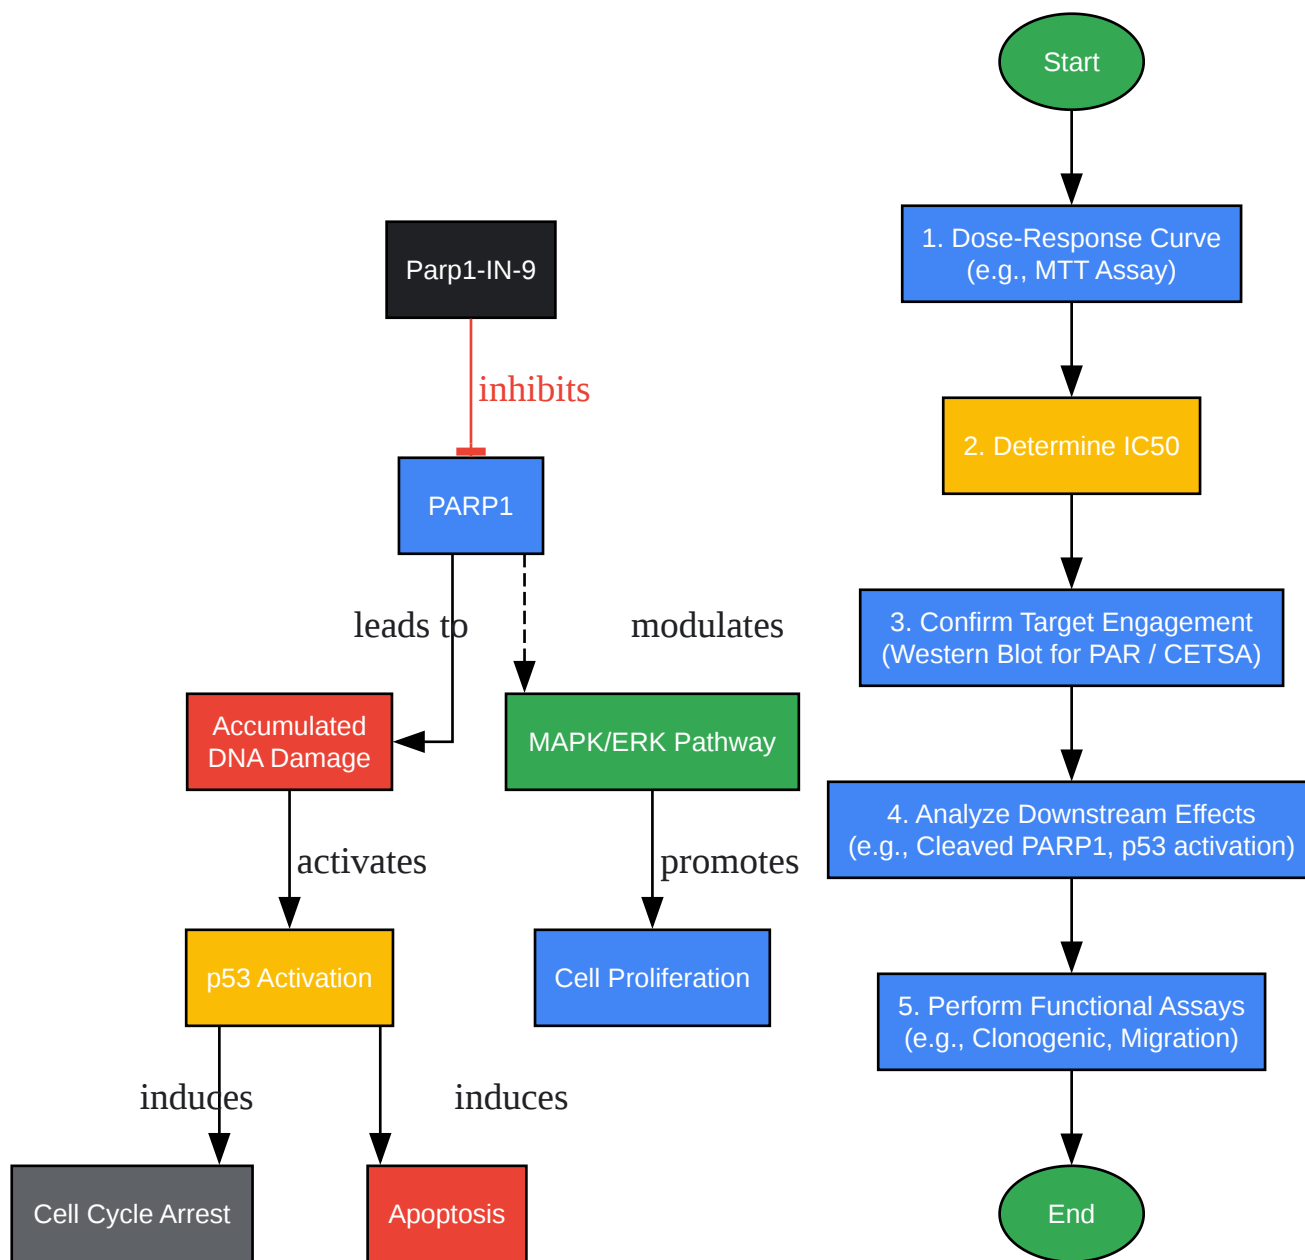 Parp1-IN-9
inhibits
PARP1
leads to
modulates
Accumulated
DNA Damage
MAPK/ERK Pathway
activates
promotes
p53 Activation
Cell Proliferation
induces
induces
Cell Cycle Arrest
Apoptosis
Start
1. Dose-Response Curve
(e.g., MTT Assay)
2. Determine IC50
3. Confirm Target Engagement
(Western Blot for PAR / CETSA)
4. Analyze Downstream Effects
(e.g., Cleaved PARP1, p53 activation)
5. Perform Functional Assays
(e.g., Clonogenic, Migration)
End